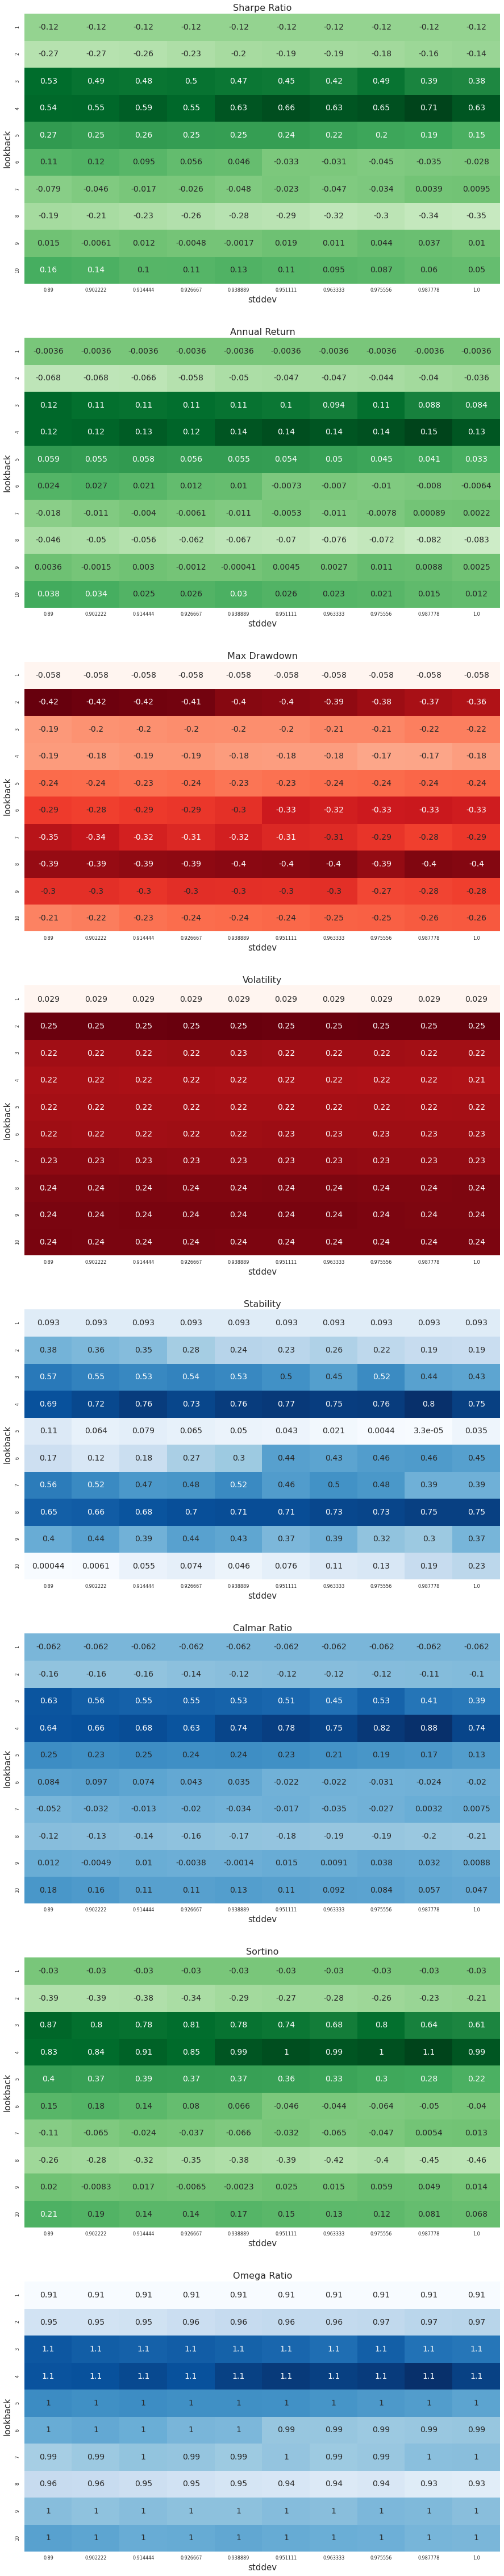 Sharpe Ratio
1 -0.12 -0.12 -0.12 -0.12 -0.12 -0.12 -0.12 -0.12 -0.12 -0.12
2 -0.27 -0.27 -0.26 -0.23 -0.2 -0.19 -0.19 -0.18 -0.16 -0.14
3 0.53 0.49 0.48 0.5 0.47 0.45 0.42 0.49 0.39 0.38
4 0.54 0.55 0.59 0.55 0.63 0.66 0.63 0.65 0.71 0.63
lookback
5 0.27 0.25 0.26 0.25 0.25 0.24 0.22 0.2 0.19 0.15
6 0.11 0.12 0.095 0.056 0.046 -0.033 -0.031 -0.045 -0.035 -0.028
7 -0.079 -0.046 -0.017 -0.026 -0.048 -0.023 -0.047 -0.034 0.0039 0.0095
8 -0.19 -0.21 -0.23 -0.26 -0.28 -0.29 -0.32 -0.3 -0.34 -0.35
9 0.015 -0.0061 0.012 -0.0048 -0.0017 0.019 0.011 0.044 0.037 0.01
10 0.16 0.14 0.1 0.11 0.13 0.11 0.095 0.087 0.06 0.05
0.89 0.902222 0.914444 0.926667 0.938889 0.951111 0.963333 0.975556 0.987778 1.0
stddev
Annual Return
1 -0.0036 -0.0036 -0.0036 -0.0036 -0.0036 -0.0036 -0.0036 -0.0036 -0.0036 -0.0036
2 -0.068 -0.068 -0.066 -0.058 -0.05 -0.047 -0.047 -0.044 -0.04 -0.036
3 0.12 0.11 0.11 0.11 0.11 0.1 0.094 0.11 0.088 0.084
4 0.12 0.12 0.13 0.12 0.14 0.14 0.14 0.14 0.15 0.13
lookback
5 0.059 0.055 0.058 0.056 0.055 0.054 0.05 0.045 0.041 0.033
6 0.024 0.027 0.021 0.012 0.01 -0.0073 -0.007 -0.01 -0.008 -0.0064
7 -0.018 -0.011 -0.004 -0.0061 -0.011 -0.0053 -0.011 -0.0078 0.00089 0.0022
8 -0.046 -0.05 -0.056 -0.062 -0.067 -0.07 -0.076 -0.072 -0.082 -0.083
9 0.0036 -0.0015 0.003 -0.0012 -0.00041 0.0045 0.0027 0.011 0.0088 0.0025
10 0.038 0.034 0.025 0.026 0.03 0.026 0.023 0.021 0.015 0.012
0.89 0.902222 0.914444 0.926667 0.938889 0.951111 0.963333 0.975556 0.987778 1.0
stddev
Max Drawdown
1 -0.058 -0.058 -0.058 -0.058 -0.058 -0.058 -0.058 -0.058 -0.058 -0.058
2 -0.42 -0.42 -0.42 -0.41 -0.4 -0.4 -0.39 -0.38 -0.37 -0.36
3 -0.19 -0.2 -0.2 -0.2 -0.2 -0.2 -0.21 -0.21 -0.22 -0.22
4 -0.19 -0.18 -0.19 -0.19 -0.18 -0.18 -0.18 -0.17 -0.17 -0.18
lookback
5 -0.24 -0.24 -0.23 -0.24 -0.23 -0.23 -0.24 -0.24 -0.24 -0.24
6 -0.29 -0.28 -0.29 -0.29 -0.3 -0.33 -0.32 -0.33 -0.33 -0.33
7 -0.35 -0.34 -0.32 -0.31 -0.32 -0.31 -0.31 -0.29 -0.28 -0.29
8 -0.39 -0.39 -0.39 -0.39 -0.4 -0.4 -0.4 -0.39 -0.4 -0.4
9 -0.3 -0.3 -0.3 -0.3 -0.3 -0.3 -0.3 -0.27 -0.28 -0.28
10 -0.21 -0.22 -0.23 -0.24 -0.24 -0.24 -0.25 -0.25 -0.26 -0.26
0.89 0.902222 0.914444 0.926667 0.938889 0.951111 0.963333 0.975556 0.987778 1.0
stddev
Volatility
1 0.029 0.029 0.029 0.029 0.029 0.029 0.029 0.029 0.029 0.029
2 0.25 0.25 0.25 0.25 0.25 0.25 0.25 0.25 0.25 0.25
3 0.22 0.22 0.22 0.22 0.23 0.22 0.22 0.22 0.22 0.22
4 0.22 0.22 0.22 0.22 0.22 0.22 0.22 0.22 0.22 0.21
lookback
5 0.22 0.22 0.22 0.22 0.22 0.22 0.22 0.22 0.22 0.22
6 0.22 0.22 0.22 0.22 0.22 0.23 0.23 0.23 0.23 0.23
7 0.23 0.23 0.23 0.23 0.23 0.23 0.23 0.23 0.23 0.23
8 0.24 0.24 0.24 0.24 0.24 0.24 0.24 0.24 0.24 0.24
9 0.24 0.24 0.24 0.24 0.24 0.24 0.24 0.24 0.24 0.24
10 0.24 0.24 0.24 0.24 0.24 0.24 0.24 0.24 0.24 0.24
0.89 0.902222 0.914444 0.926667 0.938889 0.951111 0.963333 0.975556 0.987778 1.0
stddev
Stability
1 0.093 0.093 0.093 0.093 0.093 0.093 0.093 0.093 0.093 0.093
2 0.38 0.36 0.35 0.28 0.24 0.23 0.26 0.22 0.19 0.19
3 0.57 0.55 0.53 0.54 0.53 0.5 0.45 0.52 0.44 0.43
4 0.69 0.72 0.76 0.73 0.76 0.77 0.75 0.76 0.8 0.75
lookback
5 0.11 0.064 0.079 0.065 0.05 0.043 0.021 0.0044 3.3e-05 0.035
6 0.17 0.12 0.18 0.27 0.3 0.44 0.43 0.46 0.46 0.45
7 0.56 0.52 0.47 0.48 0.52 0.46 0.5 0.48 0.39 0.39
8 0.65 0.66 0.68 0.7 0.71 0.71 0.73 0.73 0.75 0.75
9 0.4 0.44 0.39 0.44 0.43 0.37 0.39 0.32 0.3 0.37
10 0.00044 0.0061 0.055 0.074 0.046 0.076 0.11 0.13 0.19 0.23
0.89 0.902222 0.914444 0.926667 0.938889 0.951111 0.963333 0.975556 0.987778 1.0
stddev
Calmar Ratio
1 -0.062 -0.062 -0.062 -0.062 -0.062 -0.062 -0.062 -0.062 -0.062 -0.062
2 -0.16 -0.16 -0.16 -0.14 -0.12 -0.12 -0.12 -0.12 -0.11 -0.1
3 0.63 0.56 0.55 0.55 0.53 0.51 0.45 0.53 0.41 0.39
4 0.64 0.66 0.68 0.63 0.74 0.78 0.75 0.82 0.88 0.74
lookback
5 0.25 0.23 0.25 0.24 0.24 0.23 0.21 0.19 0.17 0.13
6 0.084 0.097 0.074 0.043 0.035 -0.022 -0.022 -0.031 -0.024 -0.02
7 -0.052 -0.032 -0.013 -0.02 -0.034 -0.017 -0.035 -0.027 0.0032 0.0075
8 -0.12 -0.13 -0.14 -0.16 -0.17 -0.18 -0.19 -0.19 -0.2 -0.21
9 0.012 -0.0049 0.01 -0.0038 -0.0014 0.015 0.0091 0.038 0.032 0.0088
10 0.18 0.16 0.11 0.11 0.13 0.11 0.092 0.084 0.057 0.047
0.89 0.902222 0.914444 0.926667 0.938889 0.951111 0.963333 0.975556 0.987778 1.0
stddev
Sortino
1 -0.03 -0.03 -0.03 -0.03 -0.03 -0.03 -0.03 -0.03 -0.03 -0.03
2 -0.39 -0.39 -0.38 -0.34 -0.29 -0.27 -0.28 -0.26 -0.23 -0.21
3 0.87 0.8 0.78 0.81 0.78 0.74 0.68 0.8 0.64 0.61
4 0.83 0.84 0.91 0.85 0.99 1 0.99 1 1.1 0.99
lookback
5 0.4 0.37 0.39 0.37 0.37 0.36 0.33 0.3 0.28 0.22
6 0.15 0.18 0.14 0.08 0.066 -0.046 -0.044 -0.064 -0.05 -0.04
7 -0.11 -0.065 -0.024 -0.037 -0.066 -0.032 -0.065 -0.047 0.0054 0.013
8 -0.26 -0.28 -0.32 -0.35 -0.38 -0.39 -0.42 -0.4 -0.45 -0.46
9 0.02 -0.0083 0.017 -0.0065 -0.0023 0.025 0.015 0.059 0.049 0.014
10 0.21 0.19 0.14 0.14 0.17 0.15 0.13 0.12 0.081 0.068
0.89 0.902222 0.914444 0.926667 0.938889 0.951111 0.963333 0.975556 0.987778 1.0
stddev
Omega Ratio
1 0.91 0.91 0.91 0.91 0.91 0.91 0.91 0.91 0.91 0.91
2 0.95 0.95 0.95 0.96 0.96 0.96 0.96 0.97 0.97 0.97
3 1.1 1.1 1.1 1.1 1.1 1.1 1.1 1.1 1.1 1.1
4 1.1 1.1 1.1 1.1 1.1 1.1 1.1 1.1 1.1 1.1
lookback
5 1 1 1 1 1 1 1 1 1 1
6 1 1 1 1 1 0.99 0.99 0.99 0.99 0.99
7 0.99 0.99 1 0.99 0.99 1 0.99 0.99 1 1
8 0.96 0.96 0.95 0.95 0.95 0.94 0.94 0.94 0.93 0.93
9 1 1 1 1 1 1 1 1 1 1
10 1 1 1 1 1 1 1 1 1 1
0.89 0.902222 0.914444 0.926667 0.938889 0.951111 0.963333 0.975556 0.987778 1.0
stddev